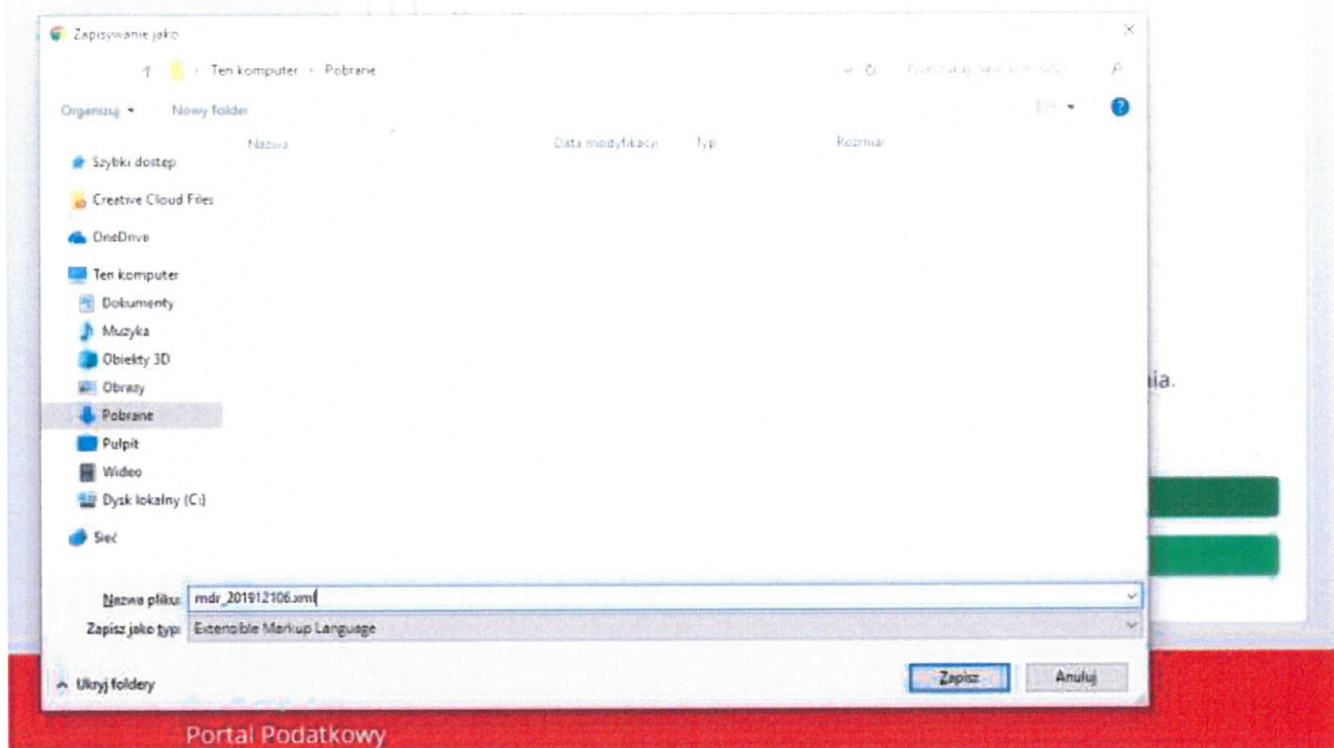 Zapisywanie jako
Ten komputer › Pobrane
Organizuj Nowy folder
Nazwa Data modyfikacji Typ Rozmiar
Szybki dostęp
Creative Cloud Files
OneDrive
Ten komputer
Dokumenty
Muzyka
Obiekty 3D
Obrazy
Pobrane
Pulpit
Wideo
Dysk lokalny (C:)
Sieć
Nazwa pliku: mdr_201912106.xml
Zapisz jako typ: Extensible Markup Language
Ukryj foldery
Zapisz Anuluj
Portal Podatkowy